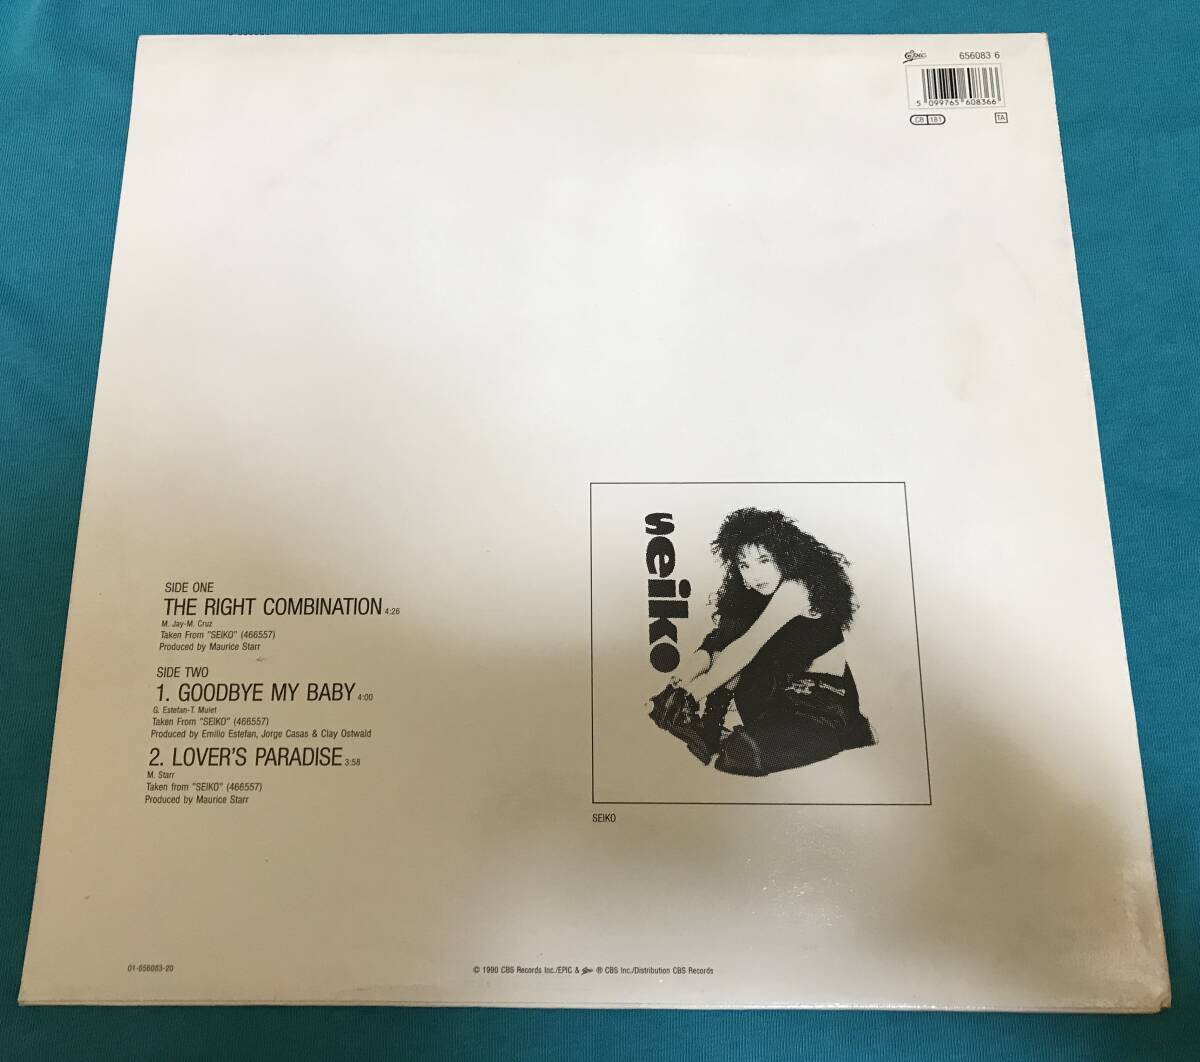 Epic
656083 6
5 099765 608366
CB 181
TA
seiko
SEIKO
SIDE ONE
THE RIGHT COMBINATION 4:26
M. Jay-M. Cruz
Taken From "SEIKO" (466557)
Produced by Maurice Starr
SIDE TWO
1. GOODBYE MY BABY 4:00
G. Estefan-T. Mulet
Taken From "SEIKO" (466557)
Produced by Emilio Estefan, Jorge Casas & Clay Ostwald
2. LOVER'S PARADISE 3:58
M. Starr
Taken from "SEIKO" (466557)
Produced by Maurice Starr
01-656083-20
© 1990 CBS Records Inc./EPIC & Epic ® CBS Inc./Distribution CBS Records